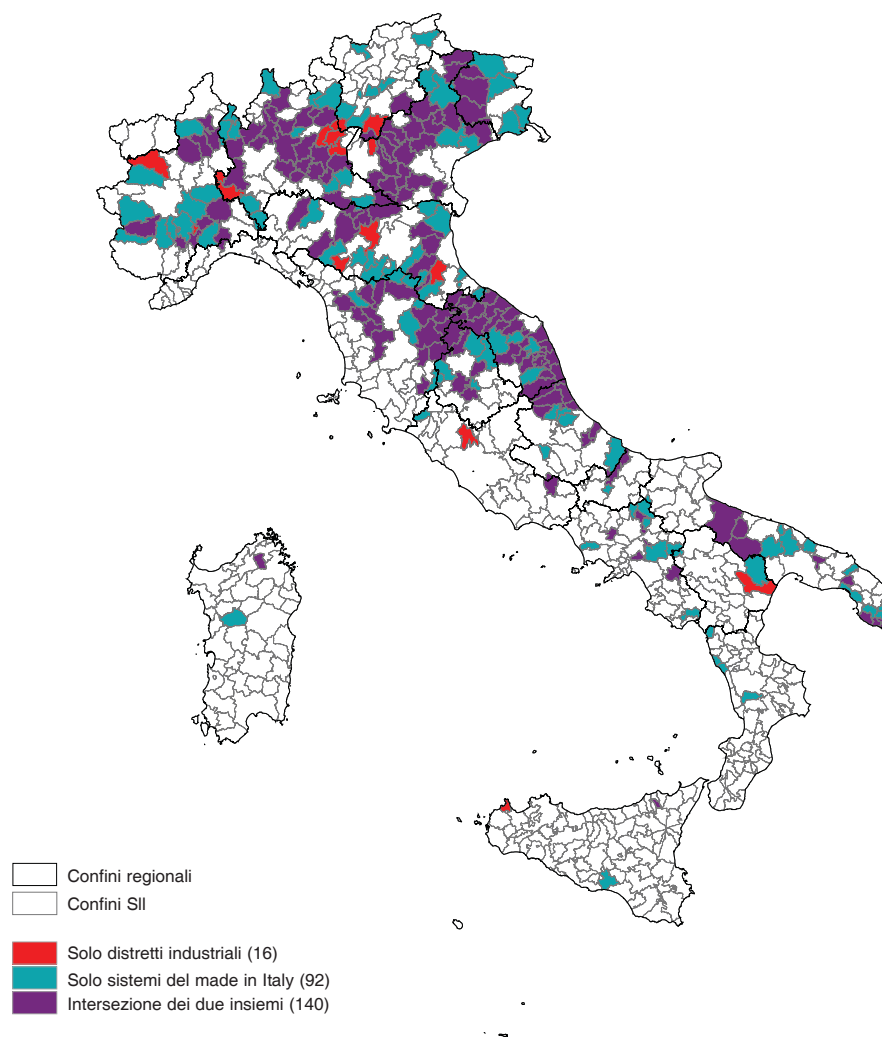 Confini regionali
Confini Sll
Solo distretti industriali (16)
Solo sistemi del made in Italy (92)
Intersezione dei due insiemi (140)